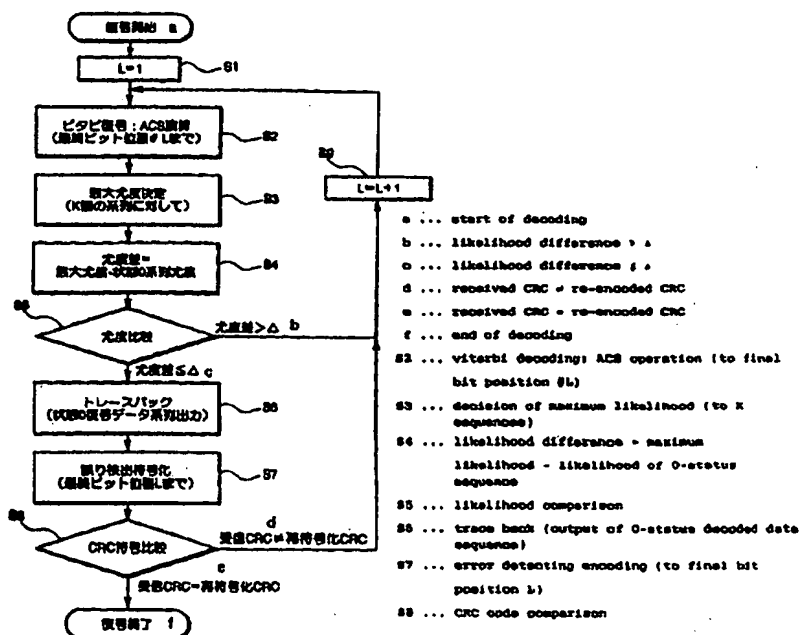 復号開始 a
L=1
S1
ビタビ復号:ACS演算
(最終ビット位置#Lまで)
S2
最大尤度決定
(K個の系列に対して)
S3
尤度差=
最大尤度-状態0系列尤度
S4
S5
尤度比較
尤度差>△ b
尤度差≦△ c
トレースバック
(状態0復号データ系列出力)
S6
誤り検出符号化
(最終ビット位置Lまで)
S7
S8
CRC符号比較
d
受信CRC≠再符号化CRC
e
受信CRC=再符号化CRC
復号終了 f
S9
L=L+1
a ... start of decoding
b ... likelihood difference > △
c ... likelihood difference ≦ △
d ... received CRC ≠ re-encoded CRC
e ... received CRC = re-encoded CRC
f ... end of decoding
S2 ... viterbi decoding: ACS operation (to final
bit position #L)
S3 ... decision of maximum likelihood (to K
sequences)
S4 ... likelihood difference = maximum
likelihood - likelihood of 0-status
sequence
S5 ... likelihood comparison
S6 ... trace back (output of 0-status decoded data
sequence)
S7 ... error detecting encoding (to final bit
position L)
S8 ... CRC code comparison